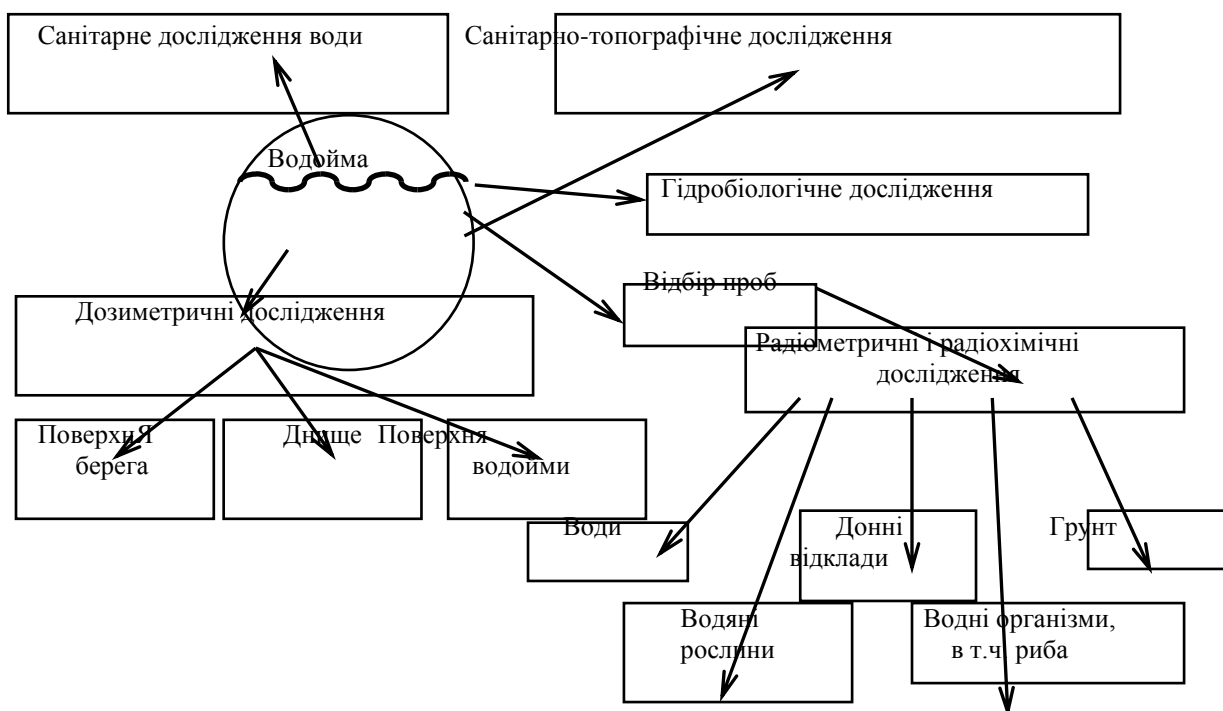 Санітарне дослідження води
Санітарно-топографічне дослідження
Водойма
Гідробіологічне дослідження
Відбір проб
Дозиметричні дослідження
Радіометричні і радіохімічні
дослідження
ПоверхнЯ
берега
Днище
Поверхня
водойми
Води
Донні
відклади
Грунт
Водяні
рослини
Водні організми,
в т.ч. риба